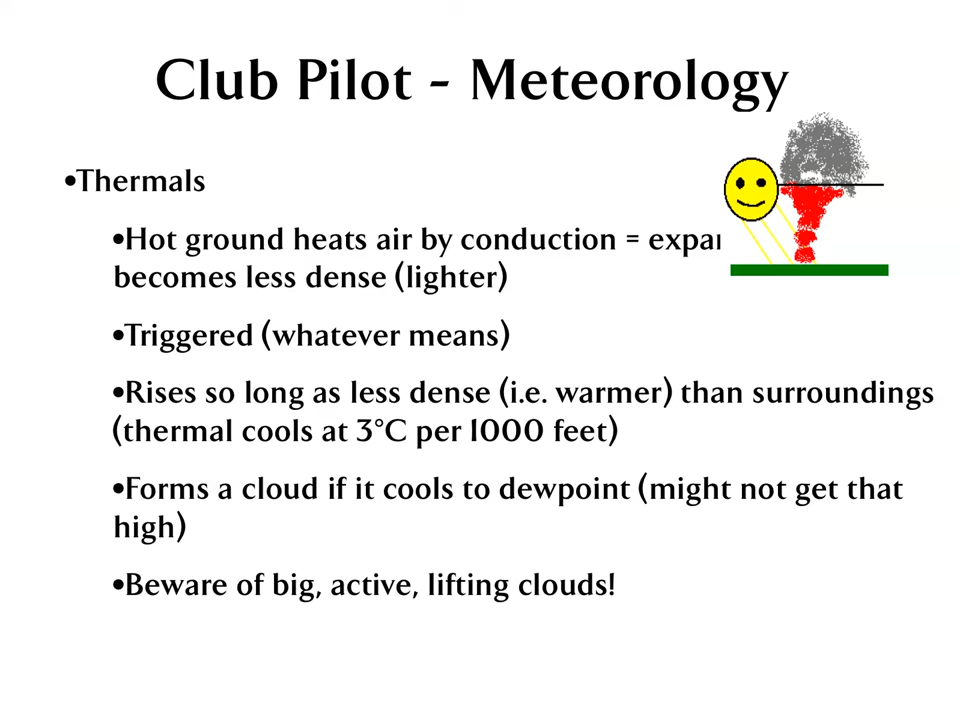 Club Pilot - Meteorology
•Thermals
•Hot ground heats air by conduction =
becomes less dense (lighter)
•Triggered (whatever means)
•Rises so long as less dense (i.e. warmer) than surroundings
(thermal cools at 3°C per 1000 feet)
•Forms a cloud if it cools to dewpoint (might not get that
high)
•Beware of big, active, lifting clouds!